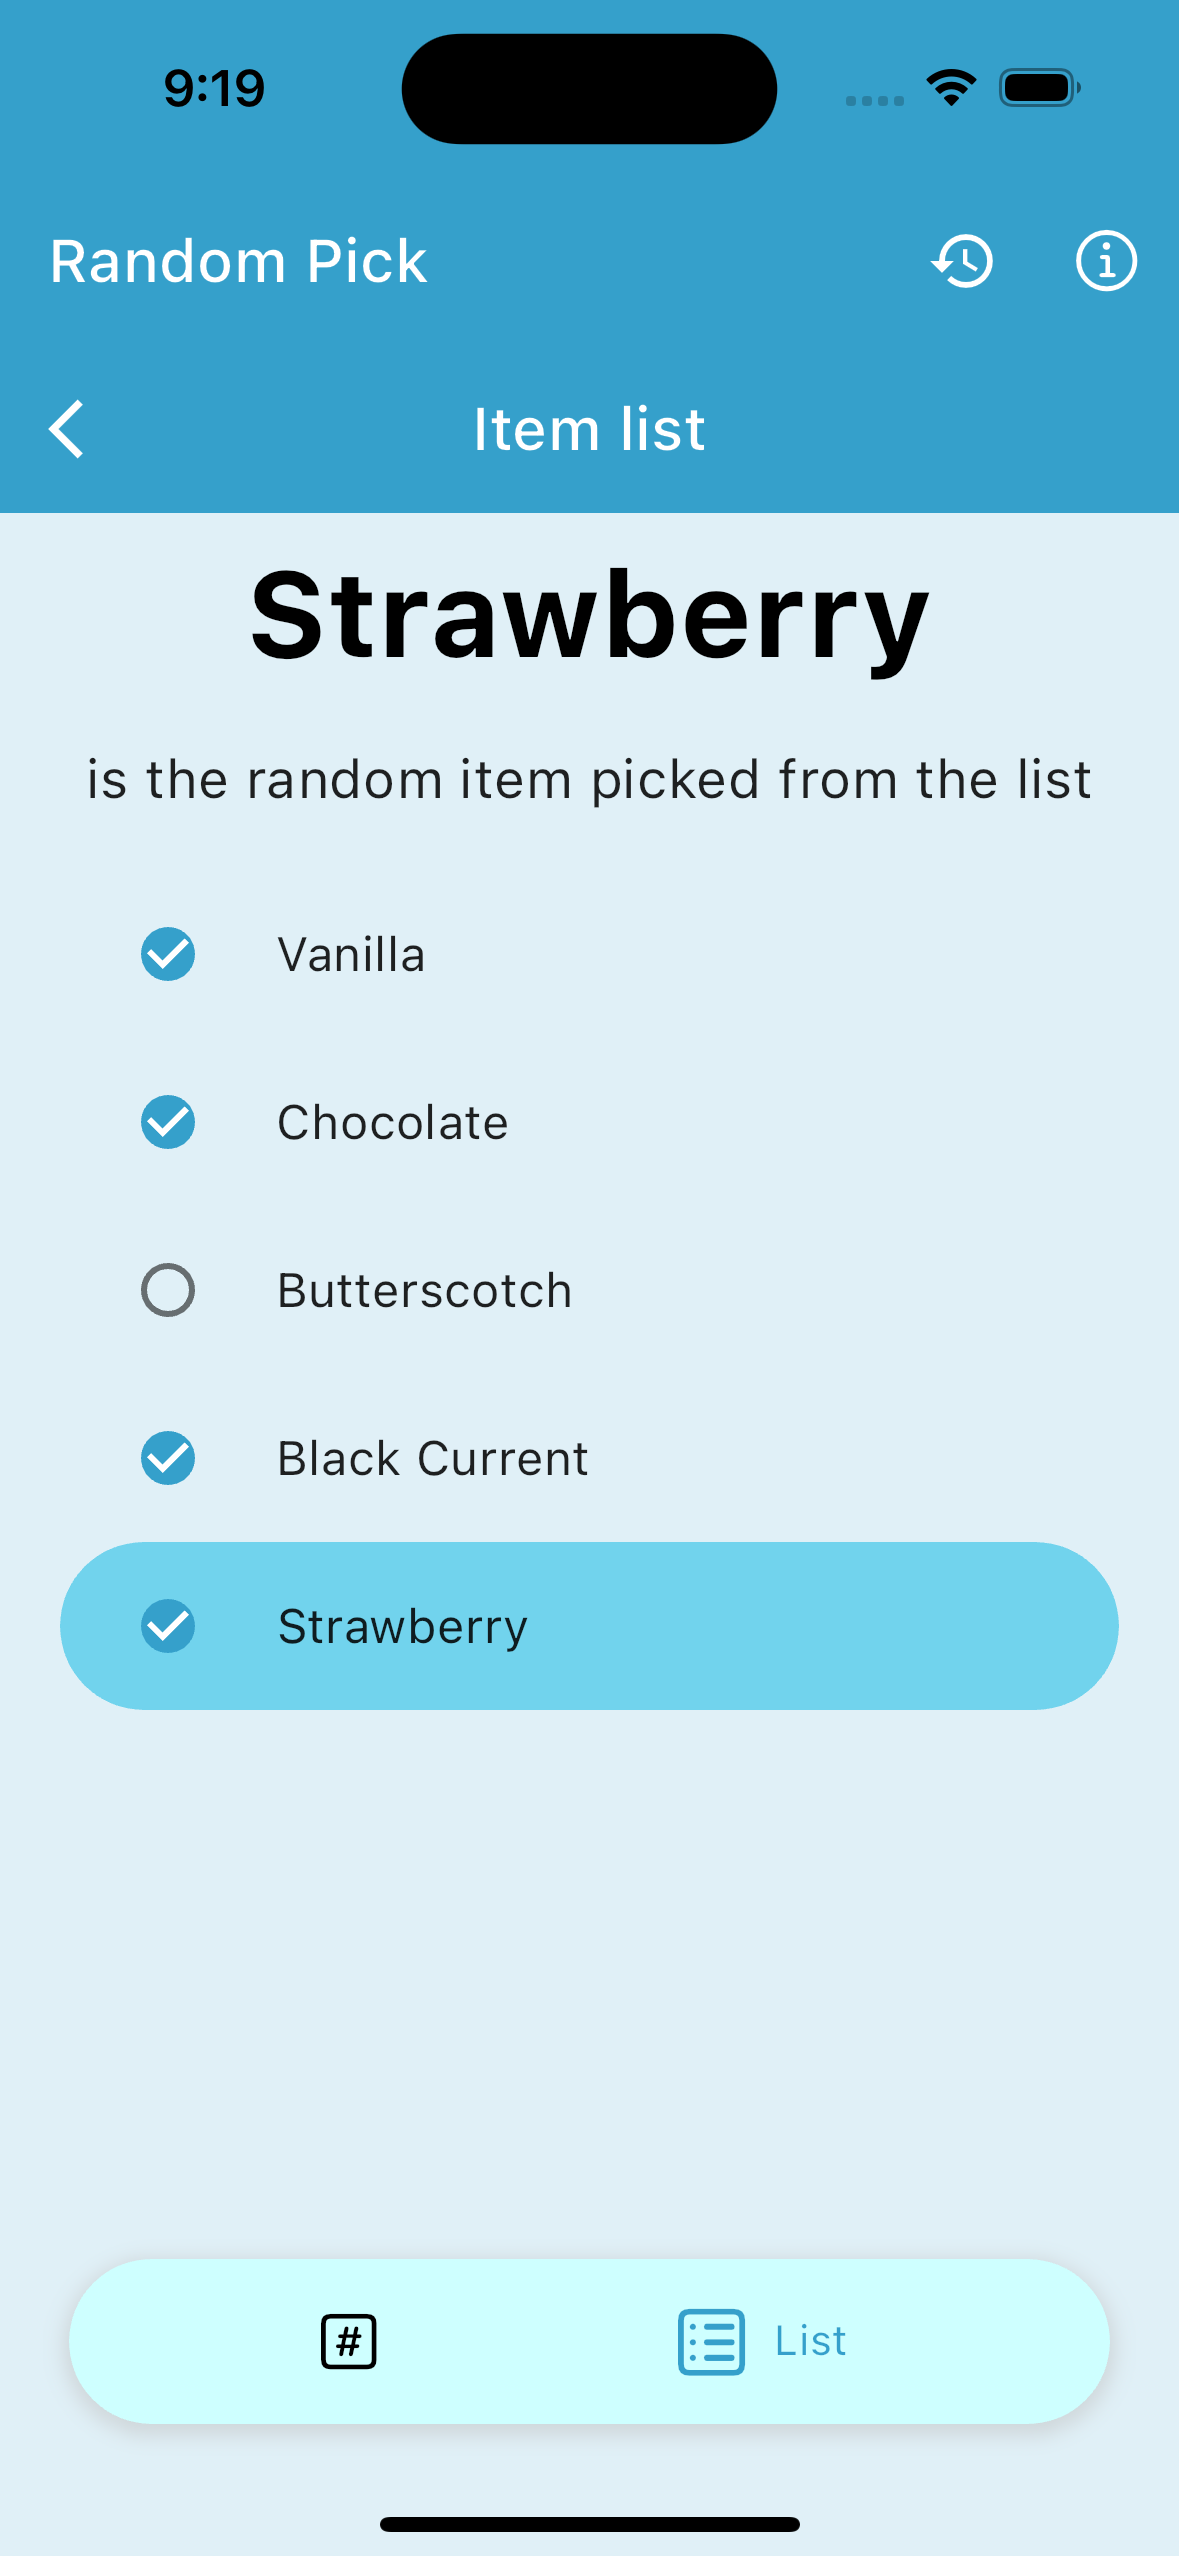 9:19
Random Pick
Item list
Strawberry
is the random item picked from the list
Vanilla
Chocolate
Butterscotch
Black Current
Strawberry
#
List